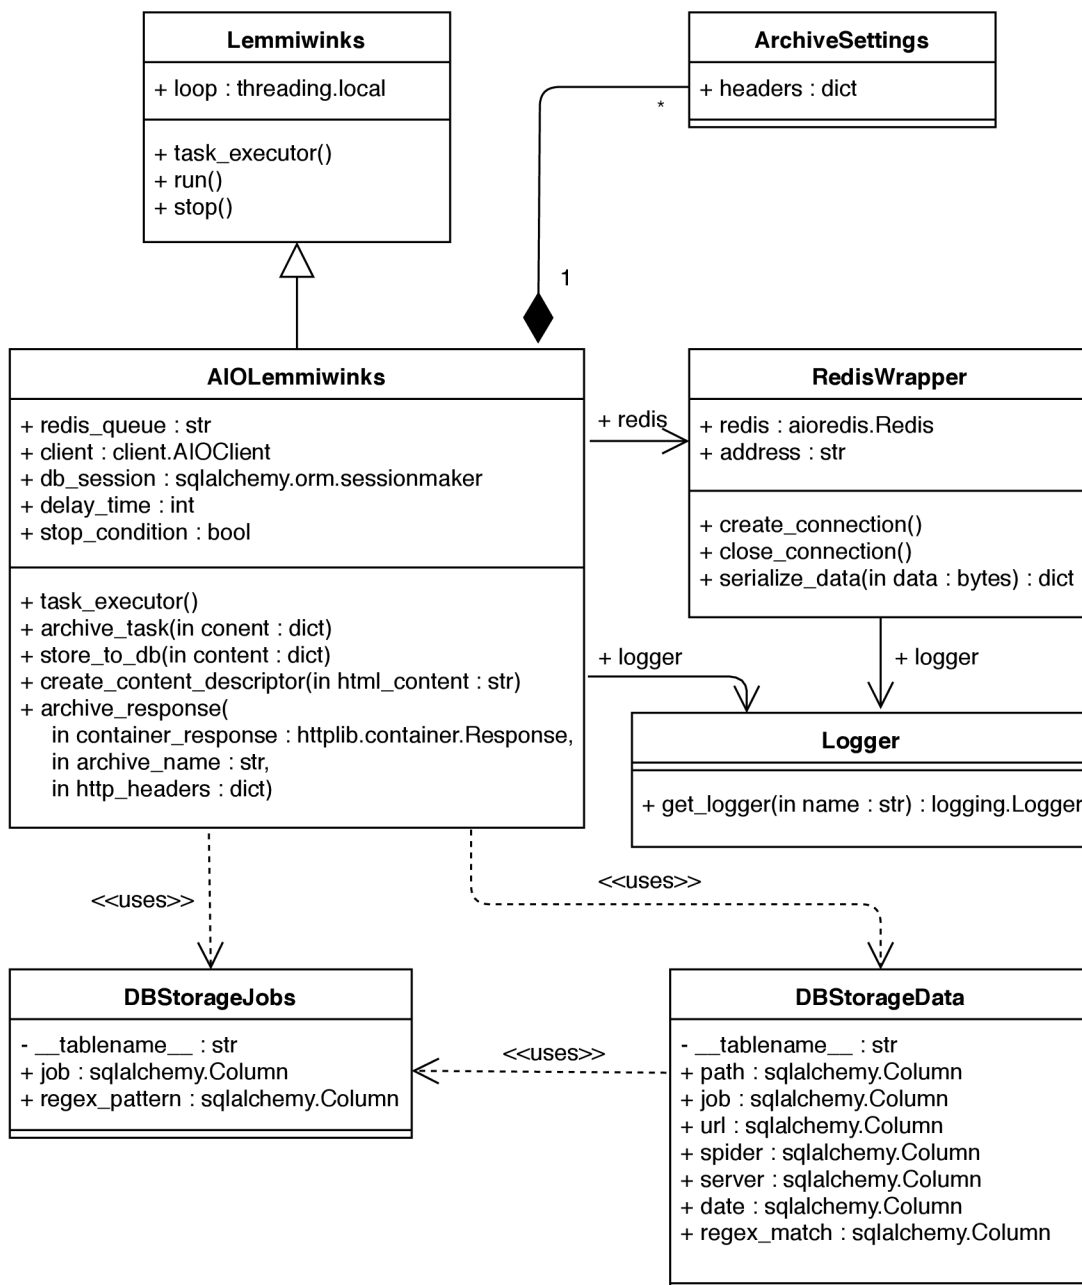 Lemmiwinks
+ loop : threading.local
+ task_executor()
+ run()
+ stop()
ArchiveSettings
+ headers : dict
*
1
AIOLemmiwinks
+ redis_queue : str
+ client : client.AIOClient
+ db_session : sqlalchemy.orm.sessionmaker
+ delay_time : int
+ stop_condition : bool
+ task_executor()
+ archive_task(in conent : dict)
+ store_to_db(in content : dict)
+ create_content_descriptor(in html_content : str)
+ archive_response(
in container_response : httplib.container.Response,
in archive_name : str,
in http_headers : dict)
+ redis
RedisWrapper
+ redis : aioredis.Redis
+ address : str
+ create_connection()
+ close_connection()
+ serialize_data(in data : bytes) : dict
+ logger
+ logger
Logger
+ get_logger(in name : str) : logging.Logger
<<uses>>
<<uses>>
DBStorageJobs
- __tablename__ : str
+ job : sqlalchemy.Column
+ regex_pattern : sqlalchemy.Column
<<uses>>
DBStorageData
- __tablename__ : str
+ path : sqlalchemy.Column
+ job : sqlalchemy.Column
+ url : sqlalchemy.Column
+ spider : sqlalchemy.Column
+ server : sqlalchemy.Column
+ date : sqlalchemy.Column
+ regex_match : sqlalchemy.Column